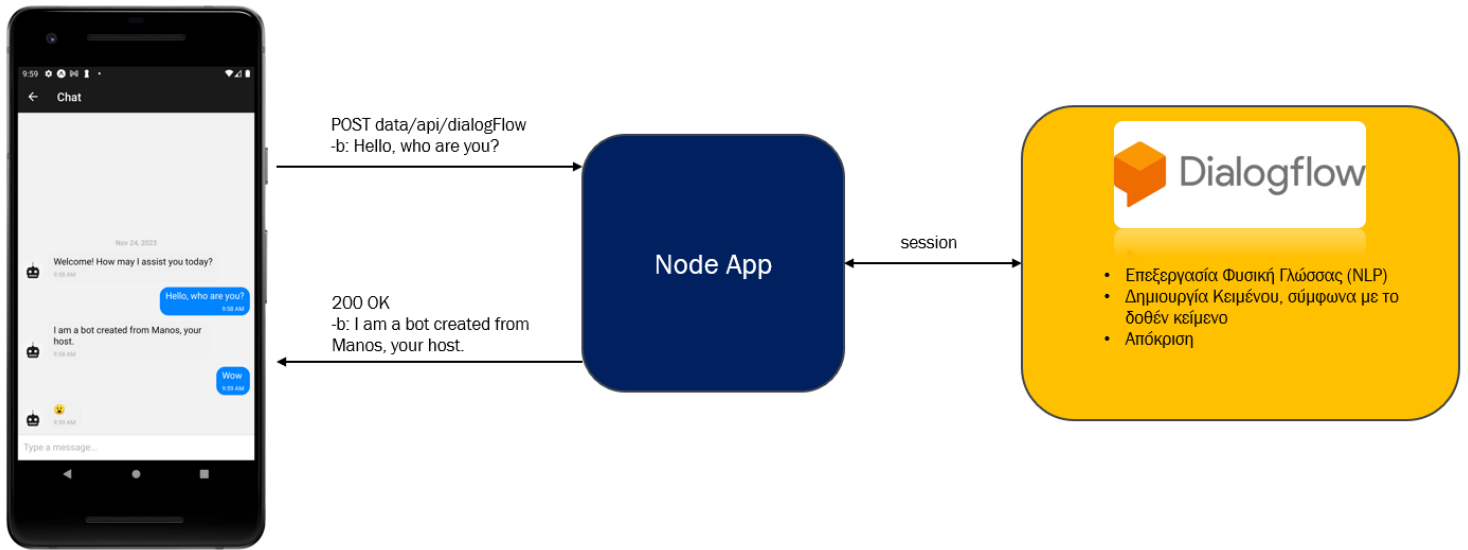 9:59
Chat
Nov 24, 2023
Welcome! How may I assist you today?
9:58 AM
Hello, who are you?
9:58 AM
I am a bot created from Manos, your
host.
9:58 AM
Wow
9:59 AM
9:59 AM
Type a message...
POST data/api/dialogFlow
-b: Hello, who are you?
200 OK
-b: I am a bot created from
Manos, your host.
Node App
session
Dialogflow
• Επεξεργασία Φυσική Γλώσσας (NLP)
• Δημιουργία Κειμένου, σύμφωνα με το
δοθέν κείμενο
• Απόκριση